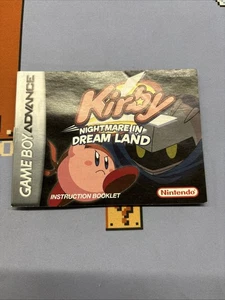 GAME BOY ADVANCE
Kirby
NIGHTMARE IN
DREAM LAND
INSTRUCTION BOOKLET
Nintendo